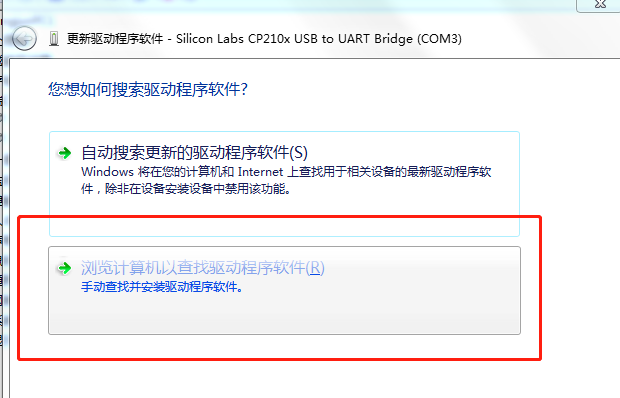 更新驱动程序软件 - Silicon Labs CP210x USB to UART Bridge (COM3)
您想如何搜索驱动程序软件?
自动搜索更新的驱动程序软件(S)
Windows 将在您的计算机和 Internet 上查找用于相关设备的最新驱动程序软
件，除非在设备安装设备中禁用该功能。
浏览计算机以查找驱动程序软件(R)
手动查找并安装驱动程序软件。